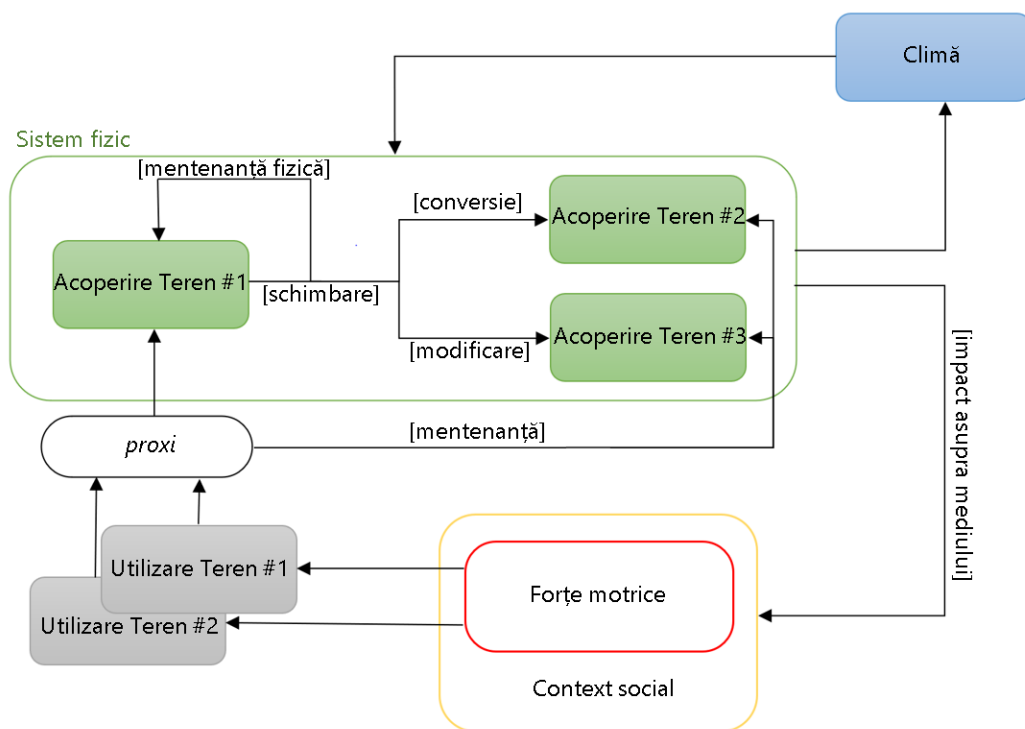 Climă
Sistem fizic
[mentenanță fizică]
[conversie]
Acoperire Teren #2
Acoperire Teren #1
[schimbare]
Acoperire Teren #3
[modificare]
[impact asupra mediului]
proxi
[mentenanță]
Utilizare Teren #1
Forțe motrice
Utilizare Teren #2
Context social